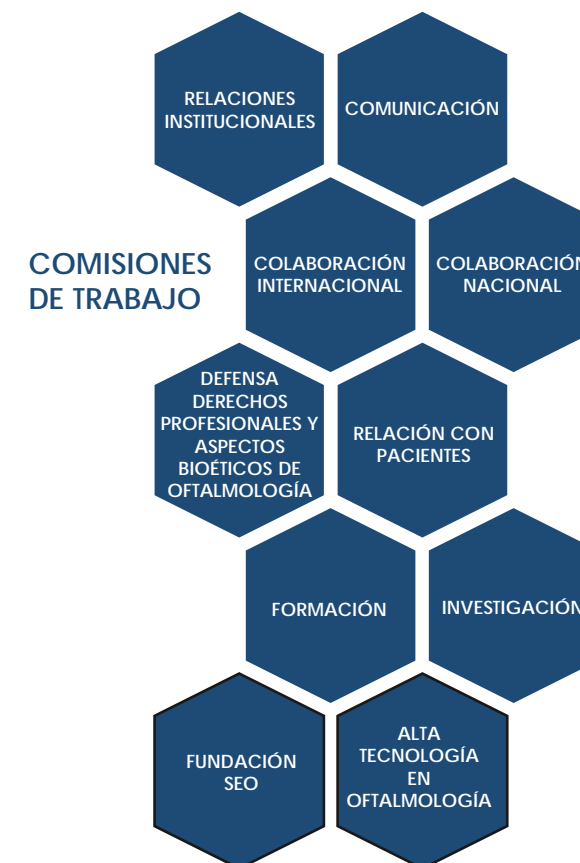 RELACIONES
INSTITUCIONALES
COMUNICACIÓN
COMISIONES
DE TRABAJO
COLABORACIÓN
INTERNACIONAL
COLABORACIÓN
NACIONAL
DEFENSA
DERECHOS
PROFESIONALES Y
ASPECTOS
BIOÉTICOS DE
OFTALMOLOGÍA
RELACIÓN CON
PACIENTES
FORMACIÓN
INVESTIGACIÓN
FUNDACIÓN
SEO
ALTA
TECNOLOGÍA
EN
OFTALMOLOGÍA